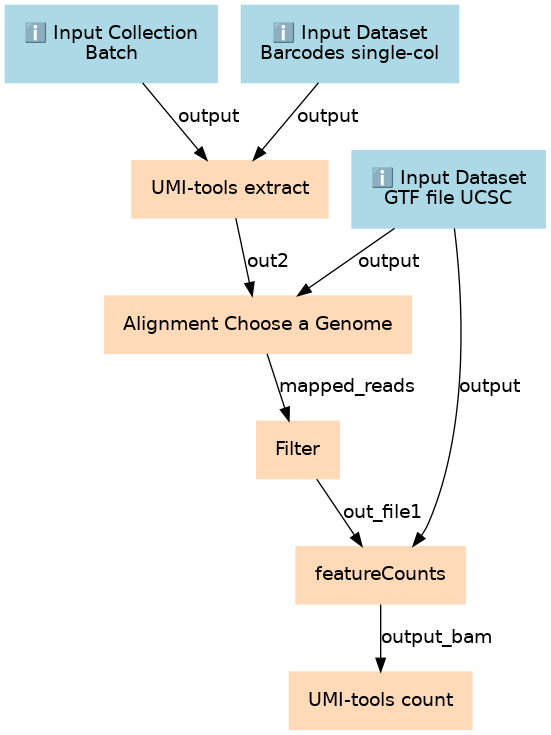 ℹ️ Input Collection
Batch
ℹ️ Input Dataset
Barcodes single-col
output
output
UMI-tools extract
ℹ️ Input Dataset
GTF file UCSC
out2
output
Alignment Choose a Genome
mapped_reads
output
Filter
out_file1
featureCounts
output_bam
UMI-tools count